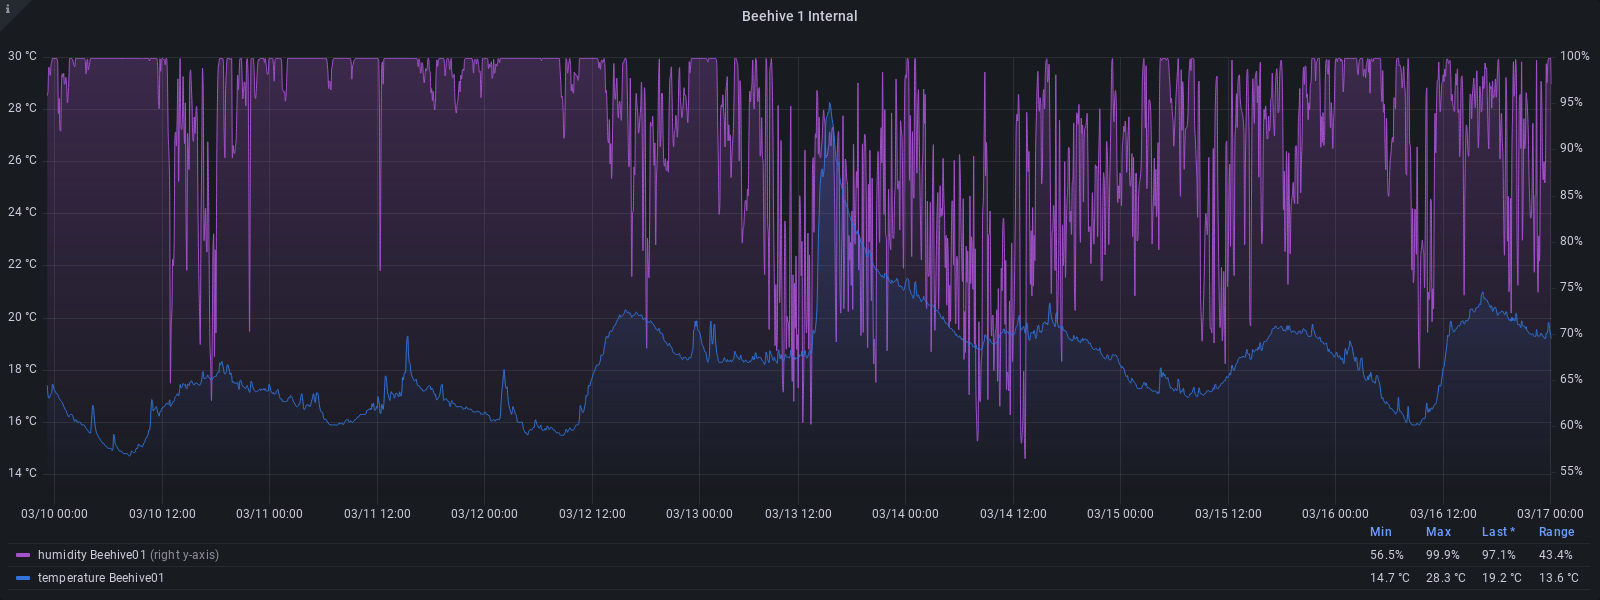 i
Beehive 1 Internal
30 °C 100%
28 °C 95%
26 °C 90%
24 °C 85%
22 °C 80%
20 °C 75%
18 °C 70%
16 °C 65%
14 °C 60%
55%
03/10 00:00 03/10 12:00 03/11 00:00 03/11 12:00 03/12 00:00 03/12 12:00 03/13 00:00 03/13 12:00 03/14 00:00 03/14 12:00 03/15 00:00 03/15 12:00 03/16 00:00 03/16 12:00 03/17 00:00
Min Max Last * Range
humidity Beehive01 (right y-axis) 56.5% 99.9% 97.1% 43.4%
temperature Beehive01 14.7 °C 28.3 °C 19.2 °C 13.6 °C